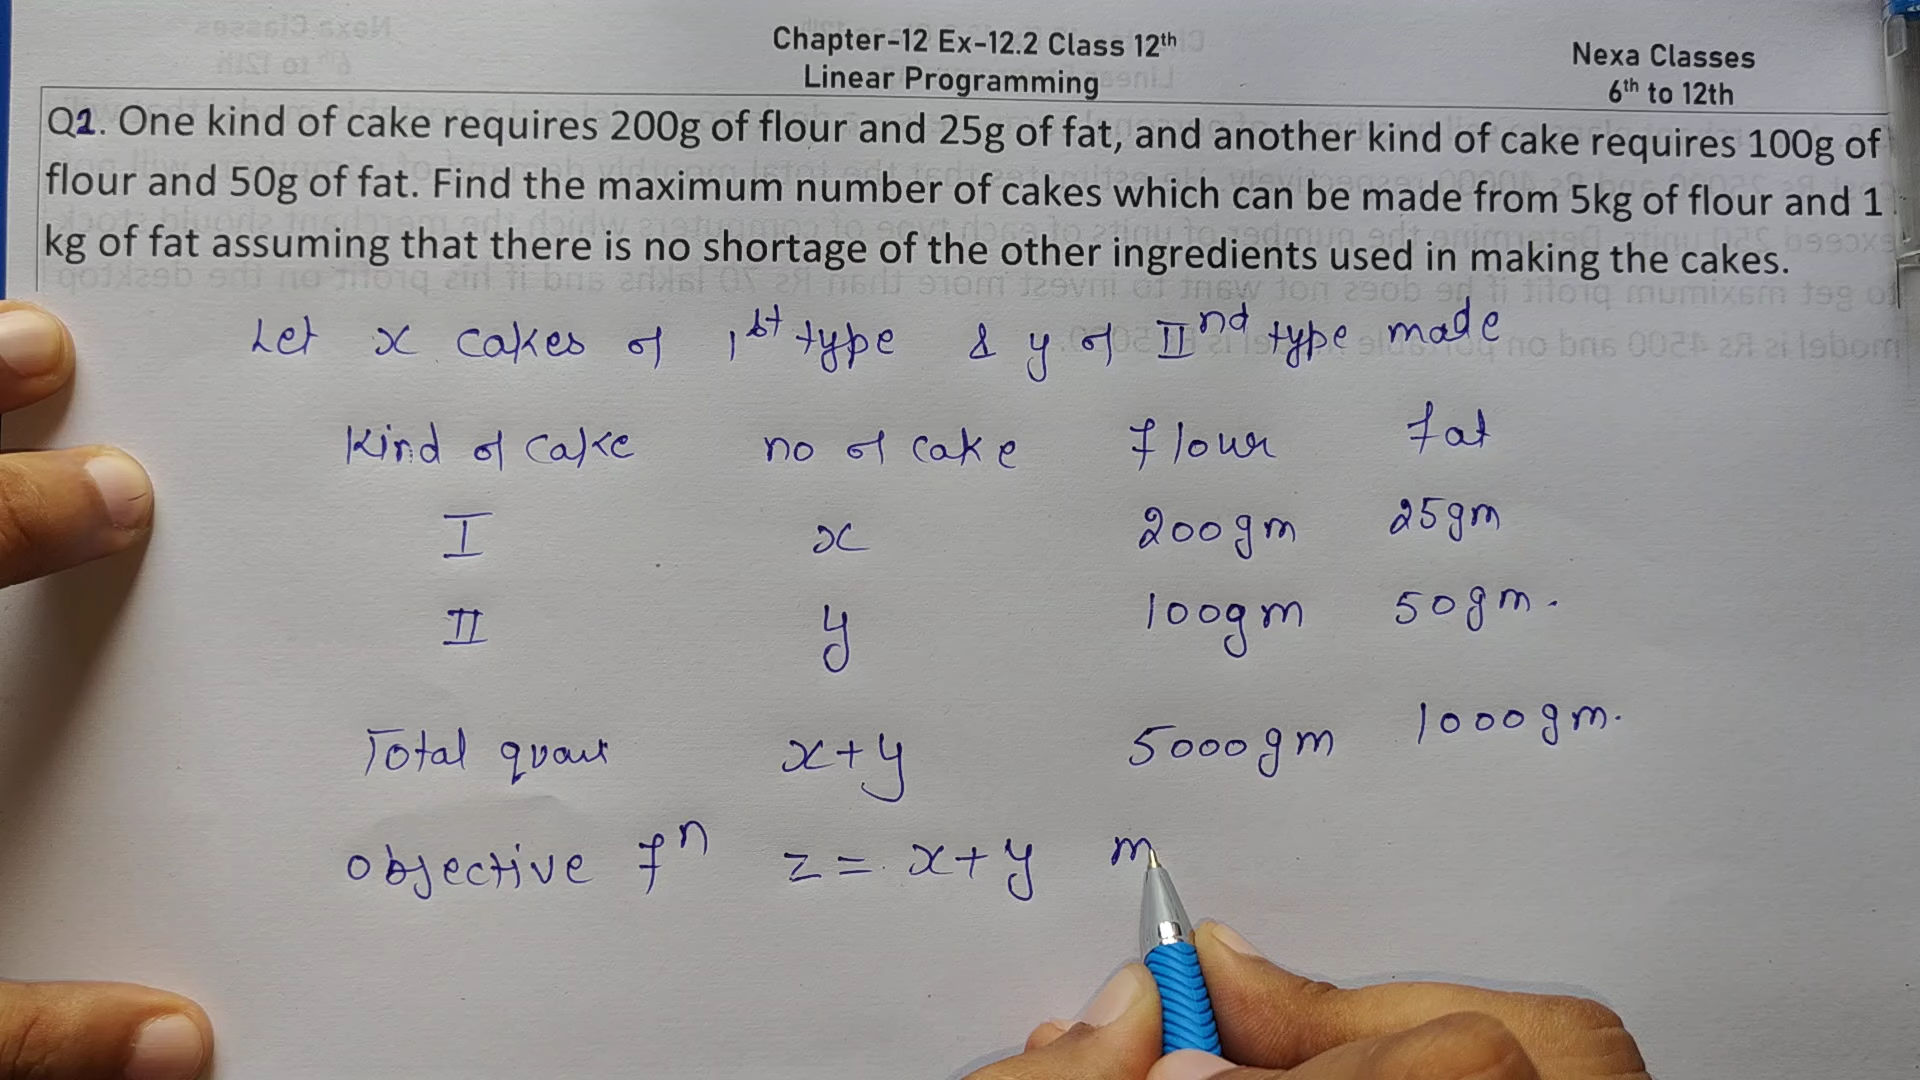 Chapter-12 Ex-12.2 Class 12th
Linear Programming
Nexa Classes
6th to 12th
Q1. One kind of cake requires 200g of flour and 25g of fat, and another kind of cake requires 100g of
flour and 50g of fat. Find the maximum number of cakes which can be made from 5kg of flour and 1
kg of fat assuming that there is no shortage of the other ingredients used in making the cakes.
Let x cakes of 1st type & y of IInd type made
Kind of cake no of cake flour fat
I x 200gm 25gm
II y 100gm 50gm.
Total quant x+y 5000gm 1000gm.
objective fn z = x+y m